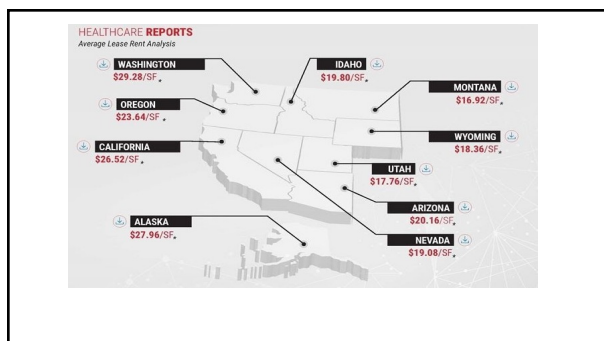 HEALTHCARE REPORTS
Average Lease Rent Analysis
WASHINGTON
$29.28/SF*
IDAHO
$19.80/SF*
MONTANA
$16.92/SF*
OREGON
$23.64/SF*
WYOMING
$18.36/SF*
CALIFORNIA
$26.52/SF*
UTAH
$17.76/SF*
ARIZONA
$20.16/SF*
ALASKA
$27.96/SF*
NEVADA
$19.08/SF*